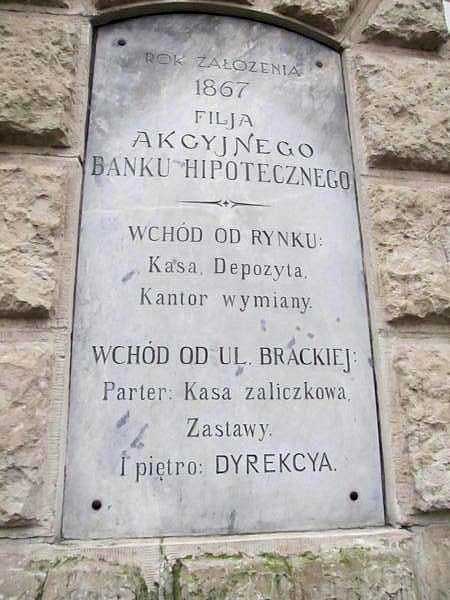 ROK ZAŁOŻENIA
1867
FILJA
AKCYJNEGO
BANKU HIPOTECZNEGO
WCHÓD OD RYNKU:
Kasa, Depozyta,
Kantor wymiany.
WCHÓD OD UL. BRACKIEJ:
Parter: Kasa zaliczkowa,
Zastawy.
I piętro: DYREKCYA.